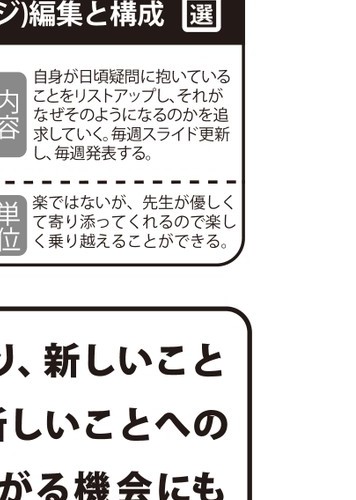 ジ)編集と構成 選
内容
自身が日頃疑問に抱いている
ことをリストアップし、それが
なぜそのようになるのかを追
求していく。毎週スライド更新
し、毎週発表する。
単位
楽ではないが、先生が優しく
て寄り添ってくれるので楽し
く乗り越えることができる。
り、新しいこと
新しいことへの
がる機会にも